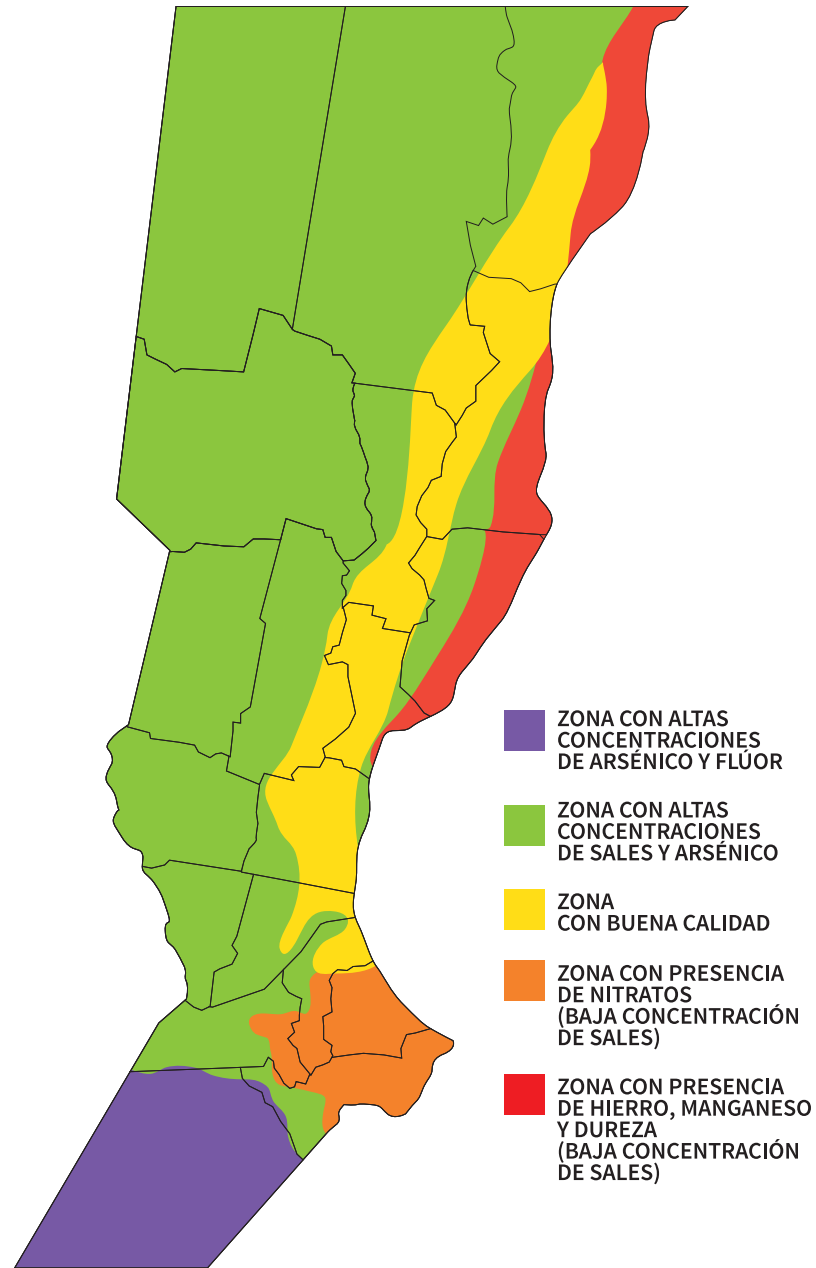 ZONA CON ALTAS
CONCENTRACIONES
DE ARSÉNICO Y FLÚOR
ZONA CON ALTAS
CONCENTRACIONES
DE SALES Y ARSÉNICO
ZONA
CON BUENA CALIDAD
ZONA CON PRESENCIA
DE NITRATOS
(BAJA CONCENTRACIÓN
DE SALES)
ZONA CON PRESENCIA
DE HIERRO, MANGANESO
Y DUREZA
(BAJA CONCENTRACIÓN
DE SALES)